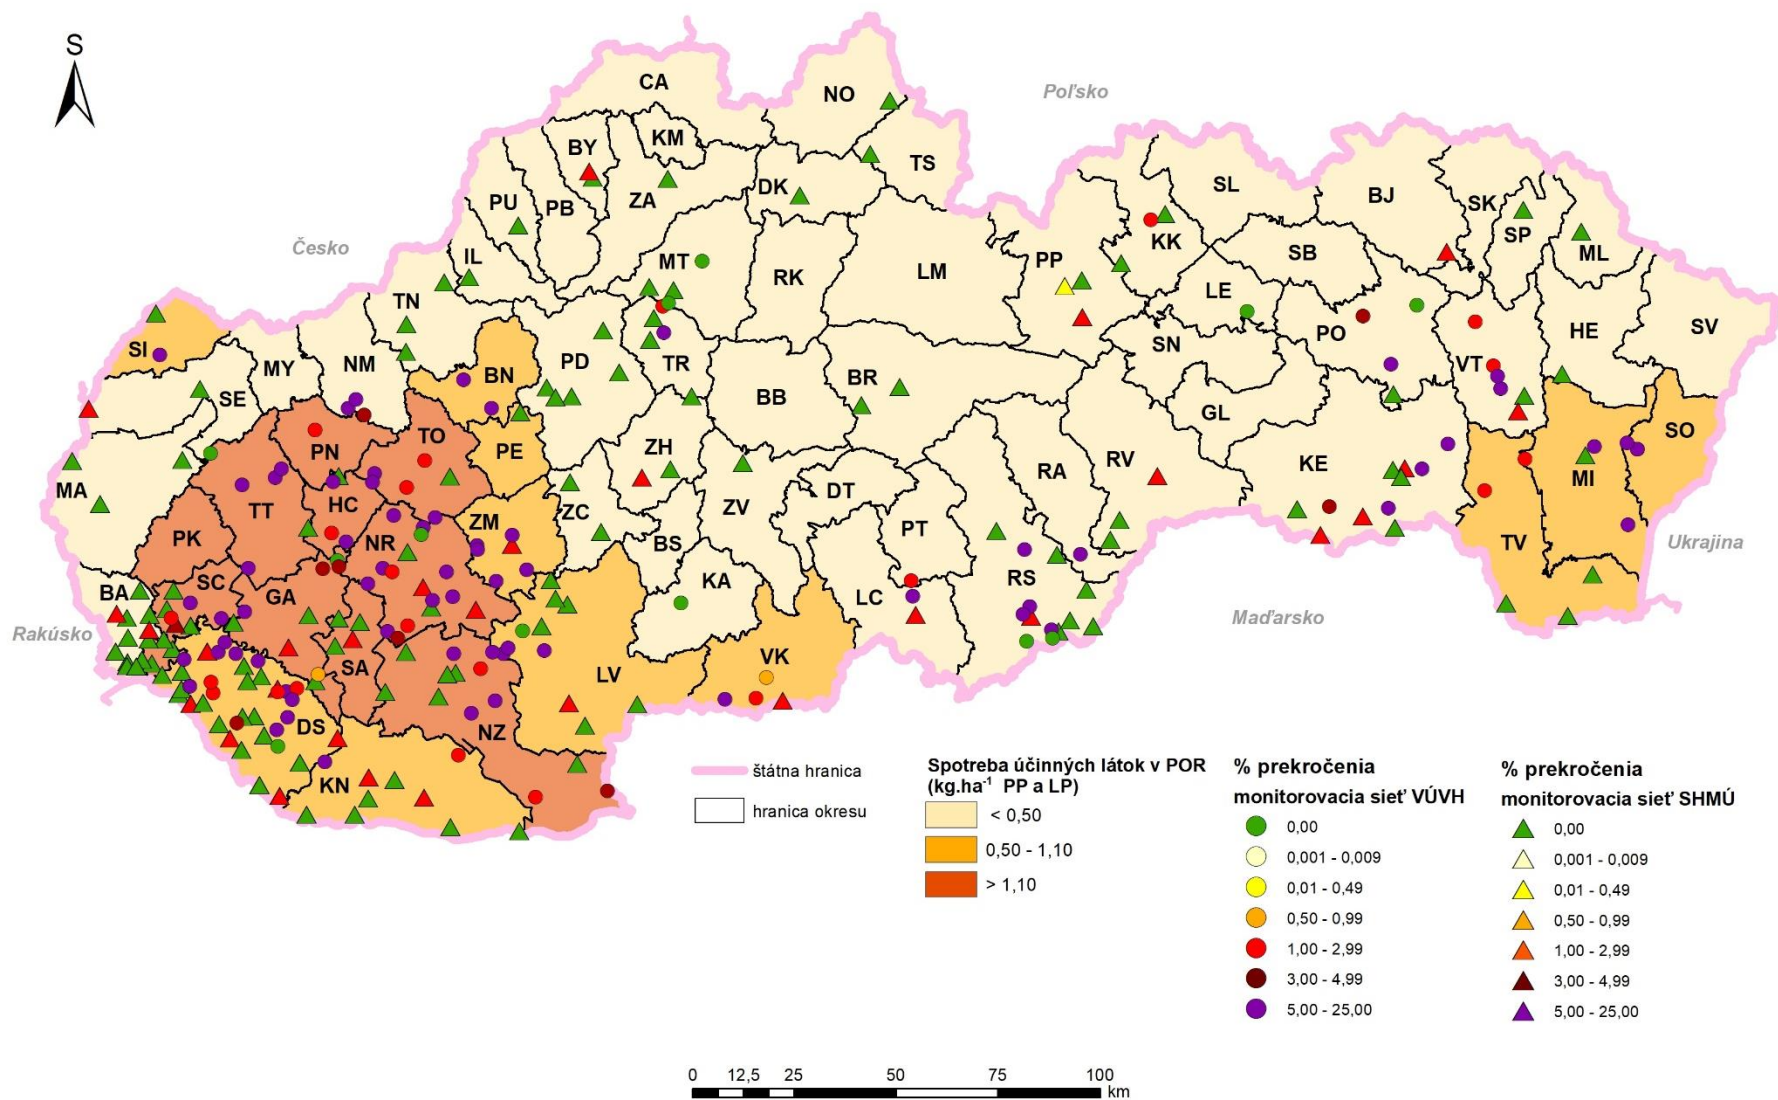 S
CA
NO
Poľsko
BY
KM
TS
DK
SL
BJ
PU
PB
ZA
SK
SP
KK
Česko
IL
MT
RK
LM
PP
SB
ML
TN
LE
SI
SN
PO
HE
SV
NM
MY
BN
PD
TR
BR
VT
SE
BB
GL
TO
SO
PN
PE
ZH
RA
RV
KE
MA
MI
HC
DT
TT
ZC
ZM
ZV
PT
PK
NR
BS
TV
Ukrajina
BA
SC
GA
KA
LC
RS
Rakúsko
Maďarsko
SA
LV
VK
DS
NZ
KN
štátna hranica
hranica okresu
Spotreba účinných látok v POR
(kg.ha⁻¹ PP a LP)
< 0,50
0,50 - 1,10
> 1,10
% prekročenia
monitorovacia sieť VÚVH
0,00
0,001 - 0,009
0,01 - 0,49
0,50 - 0,99
1,00 - 2,99
3,00 - 4,99
5,00 - 25,00
% prekročenia
monitorovacia sieť SHMÚ
0,00
0,001 - 0,009
0,01 - 0,49
0,50 - 0,99
1,00 - 2,99
3,00 - 4,99
5,00 - 25,00
0 12,5 25 50 75 100
km